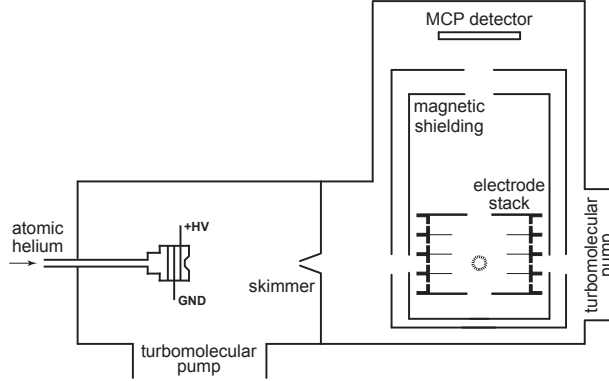 MCP detector
magnetic
shielding
electrode
stack
atomic
helium
+HV
GND
skimmer
turbomolecular
pump
turbomolecular
pump